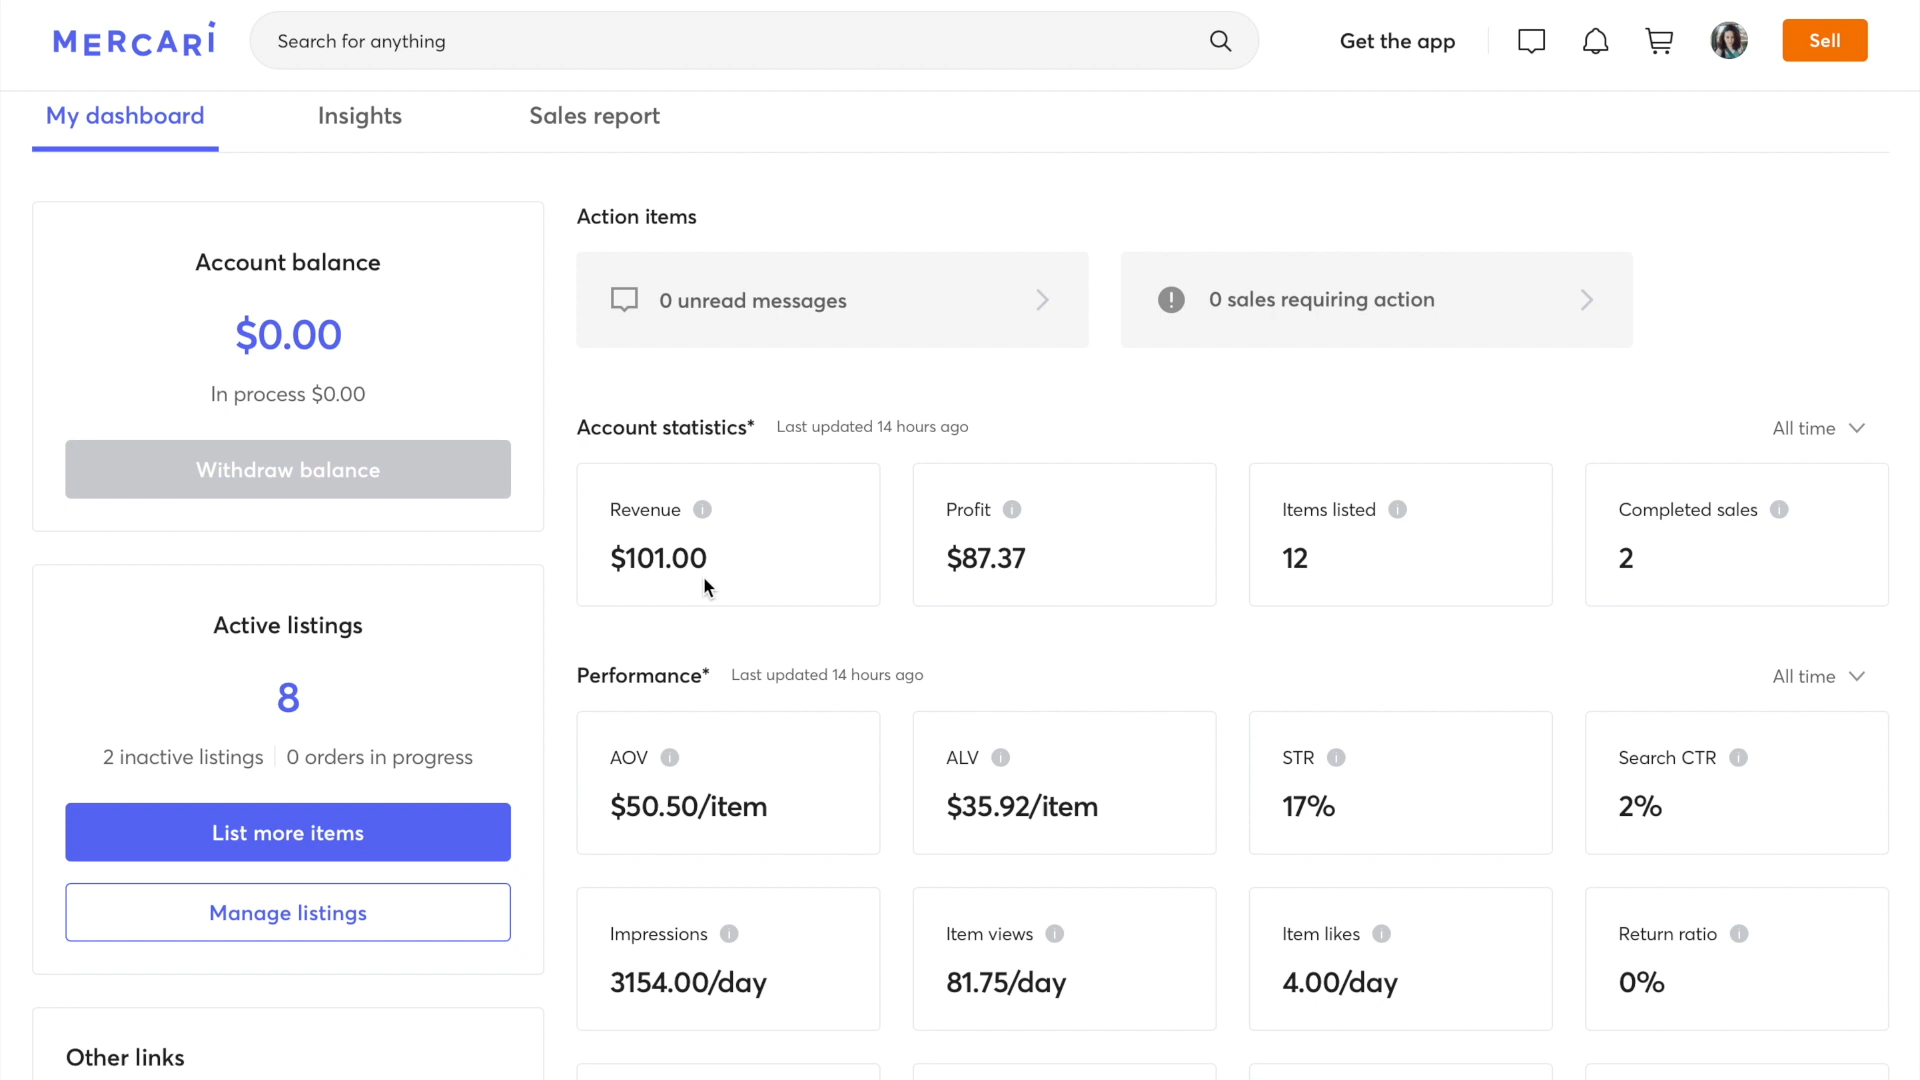 MERCARI
Search for anything
Get the app
Sell
My dashboard
Insights
Sales report
Account balance
$0.00
In process $0.00
Withdraw balance
Active listings
8
2 inactive listings
0 orders in progress
List more items
Manage listings
Other links
Action items
0 unread messages
0 sales requiring action
Account statistics*
Last updated 14 hours ago
All time
Revenue
$101.00
Profit
$87.37
Items listed
12
Completed sales
2
Performance*
Last updated 14 hours ago
All time
AOV
$50.50/item
ALV
$35.92/item
STR
17%
Search CTR
2%
Impressions
3154.00/day
Item views
81.75/day
Item likes
4.00/day
Return ratio
0%